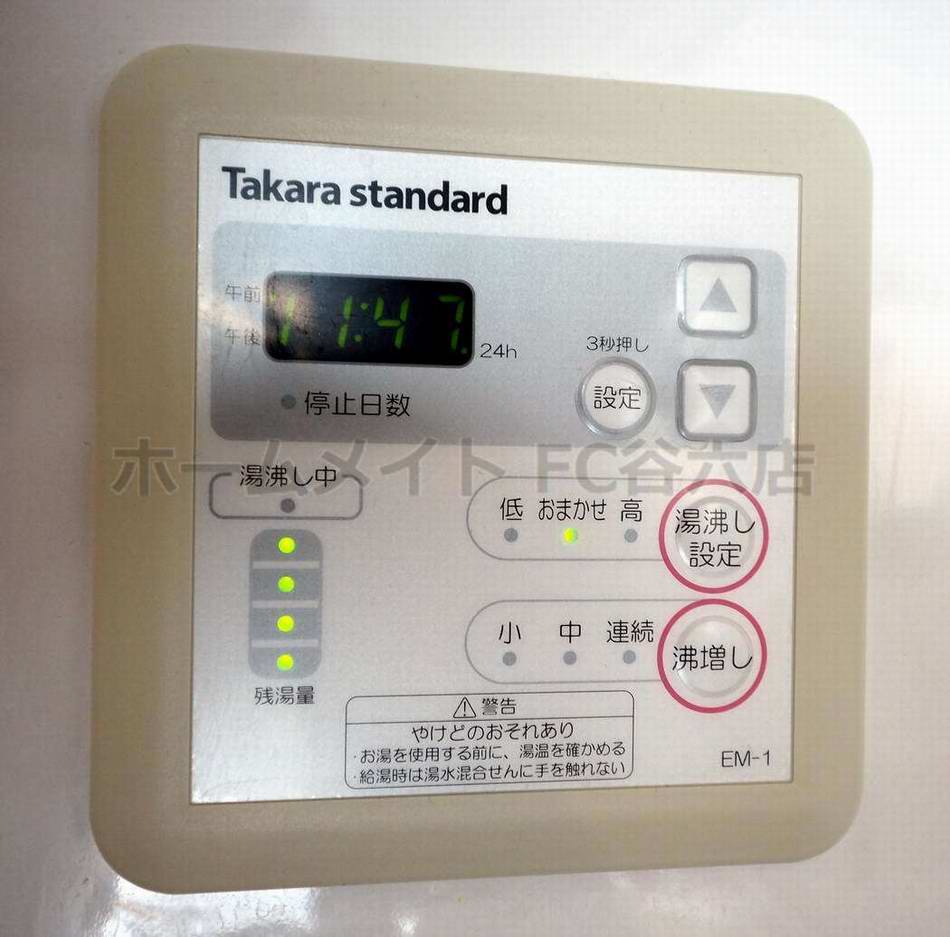 Takara standard
午前
11:47
午後
24h
3秒押し
設定
停止日数
ホームメイト FC谷六店
湯沸し中
低 おまかせ 高
湯沸し
設定
小 中 連続
沸増し
残湯量
警告
やけどのおそれあり
・お湯を使用する前に、湯温を確かめる
・給湯時は湯水混合せんに手を触れない
EM-1